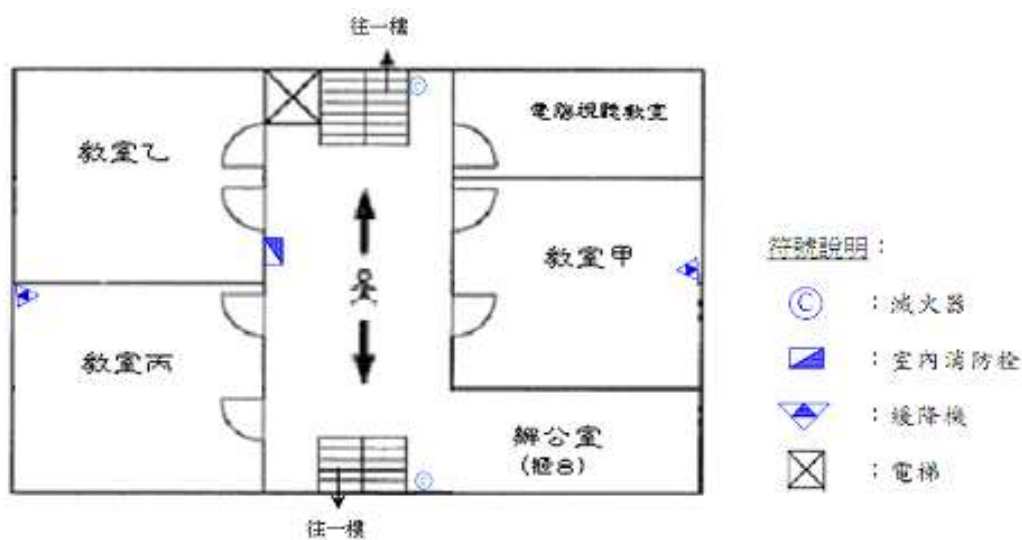 往一樓
教室乙
電腦視聽教室
教室甲
教室丙
辦公室
(櫃台)
往一樓
符號說明：
Ⓒ ：滅火器
：室內消防栓
：緩降機
：電梯